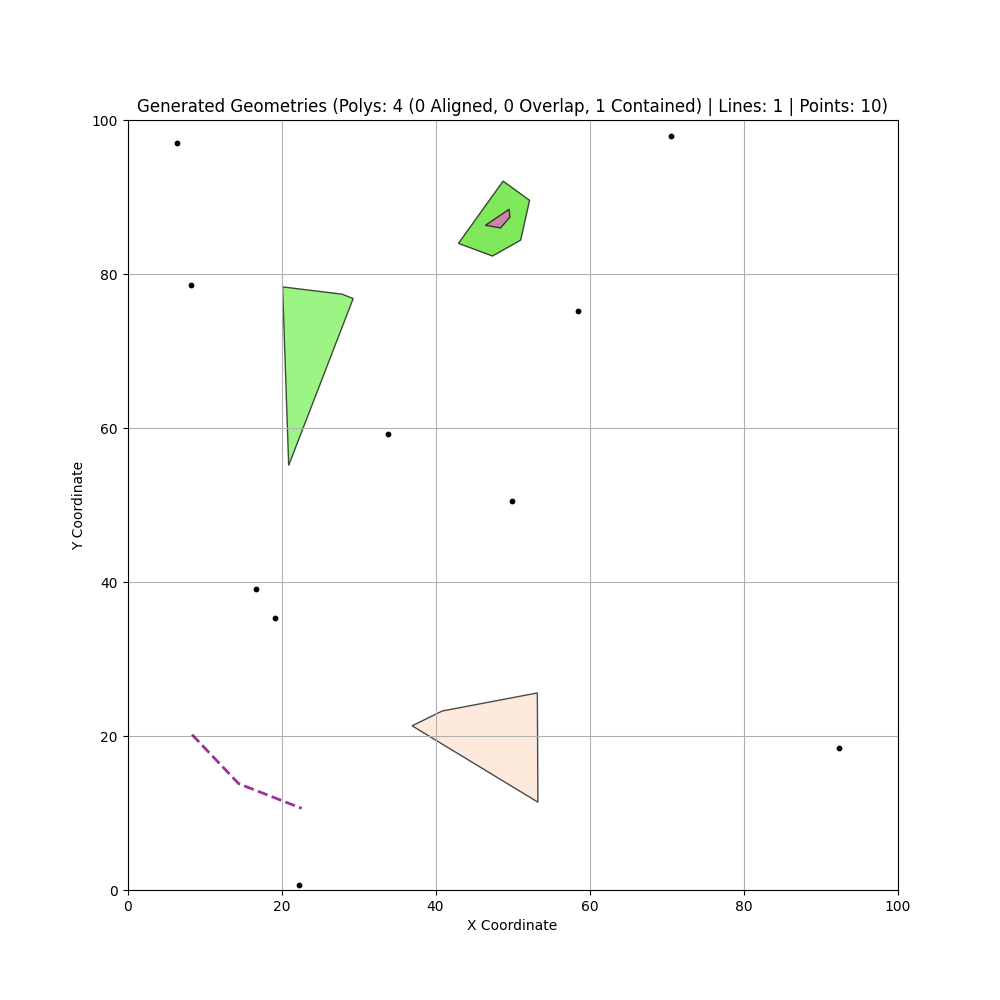 Generated Geometries (Polys: 4 (0 Aligned, 0 Overlap, 1 Contained) | Lines: 1 | Points: 10)
100
80
60
40
20
0
Y Coordinate
0 20 40 60 80 100
X Coordinate